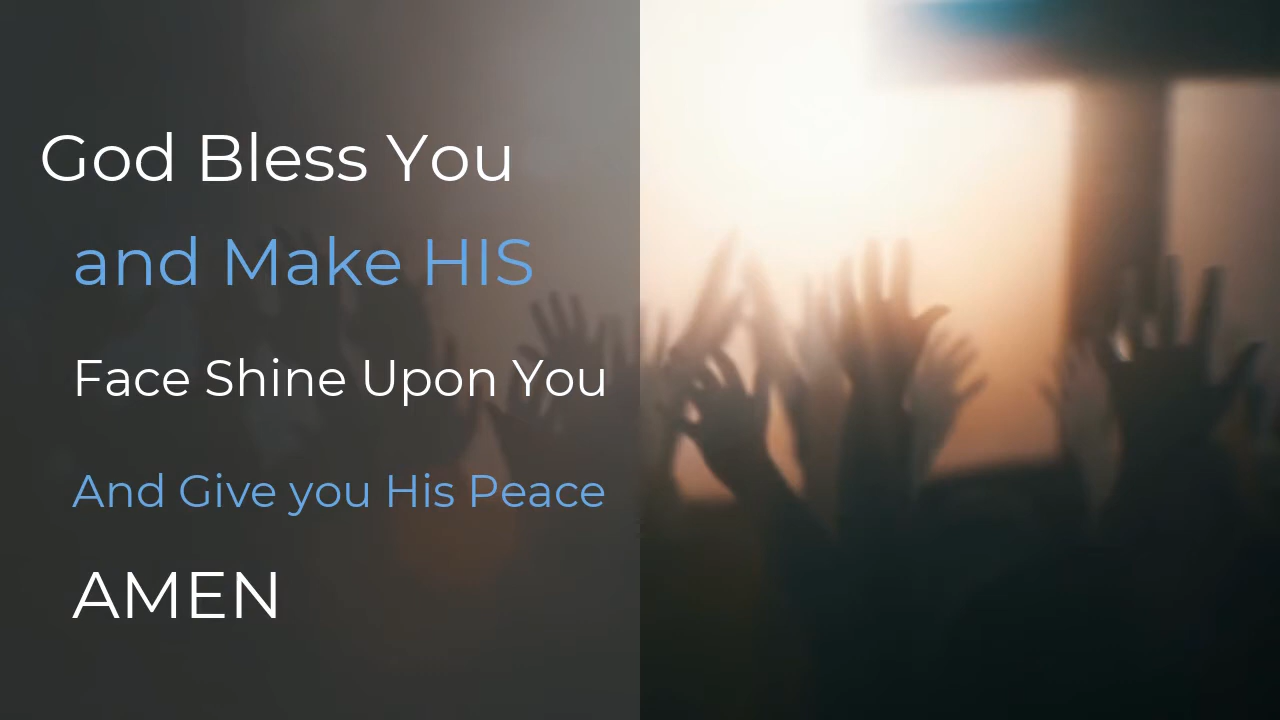 God Bless You
and Make HIS
Face Shine Upon You
And Give you His Peace
AMEN